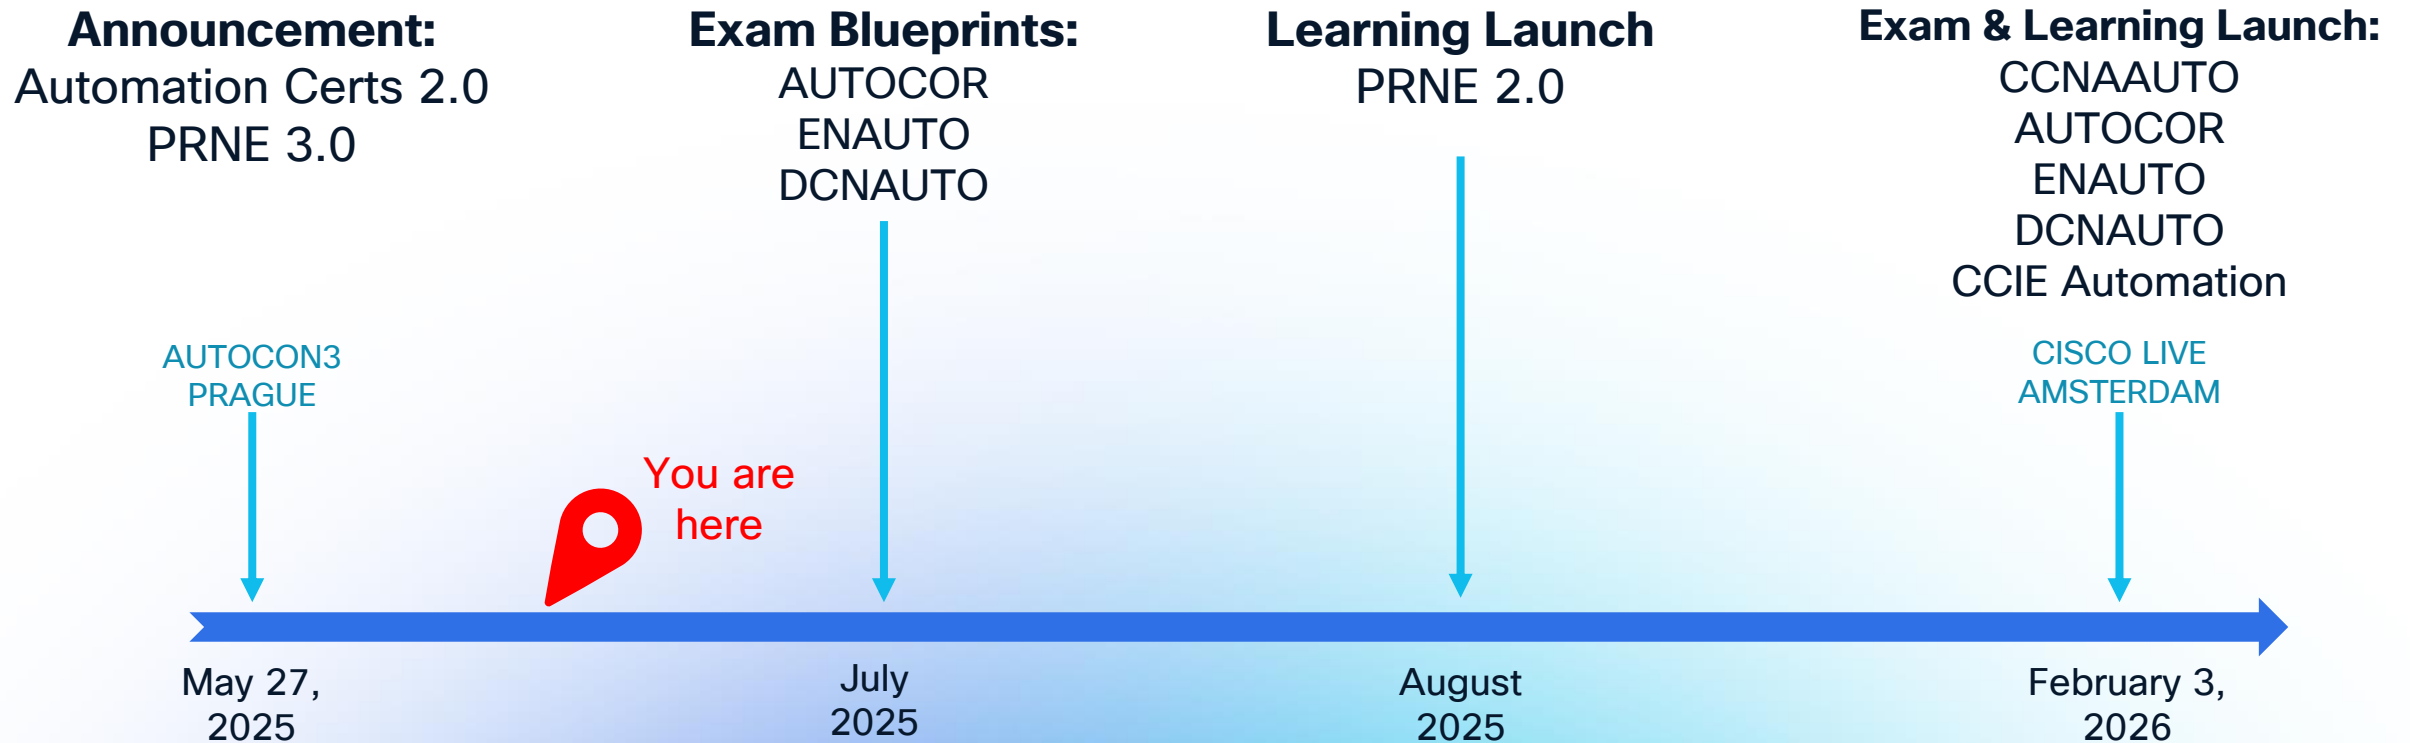 Announcement:
Automation Certs 2.0
PRNE 3.0
AUTOCON3
PRAGUE
You are
here
Exam Blueprints:
AUTOCOR
ENAUTO
DCNAUTO
Learning Launch
PRNE 2.0
Exam & Learning Launch:
CCNAAUTO
AUTOCOR
ENAUTO
DCNAUTO
CCIE Automation
CISCO LIVE
AMSTERDAM
May 27,
2025
July
2025
August
2025
February 3,
2026